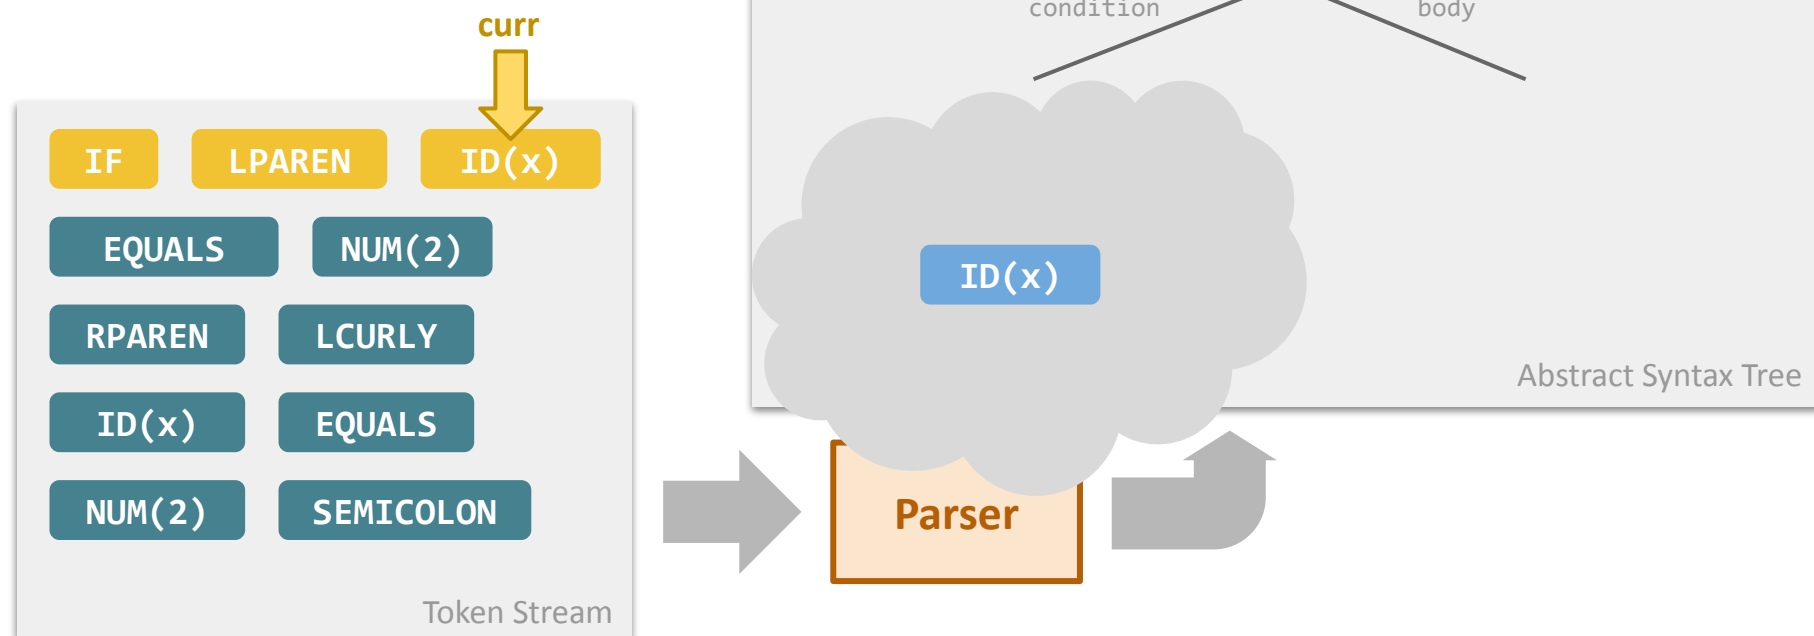 curr
IF LPAREN ID(x)
EQUALS NUM(2)
RPAREN LCURLY
ID(x) EQUALS
NUM(2) SEMICOLON
Token Stream
condition body
ID(x)
Abstract Syntax Tree
Parser